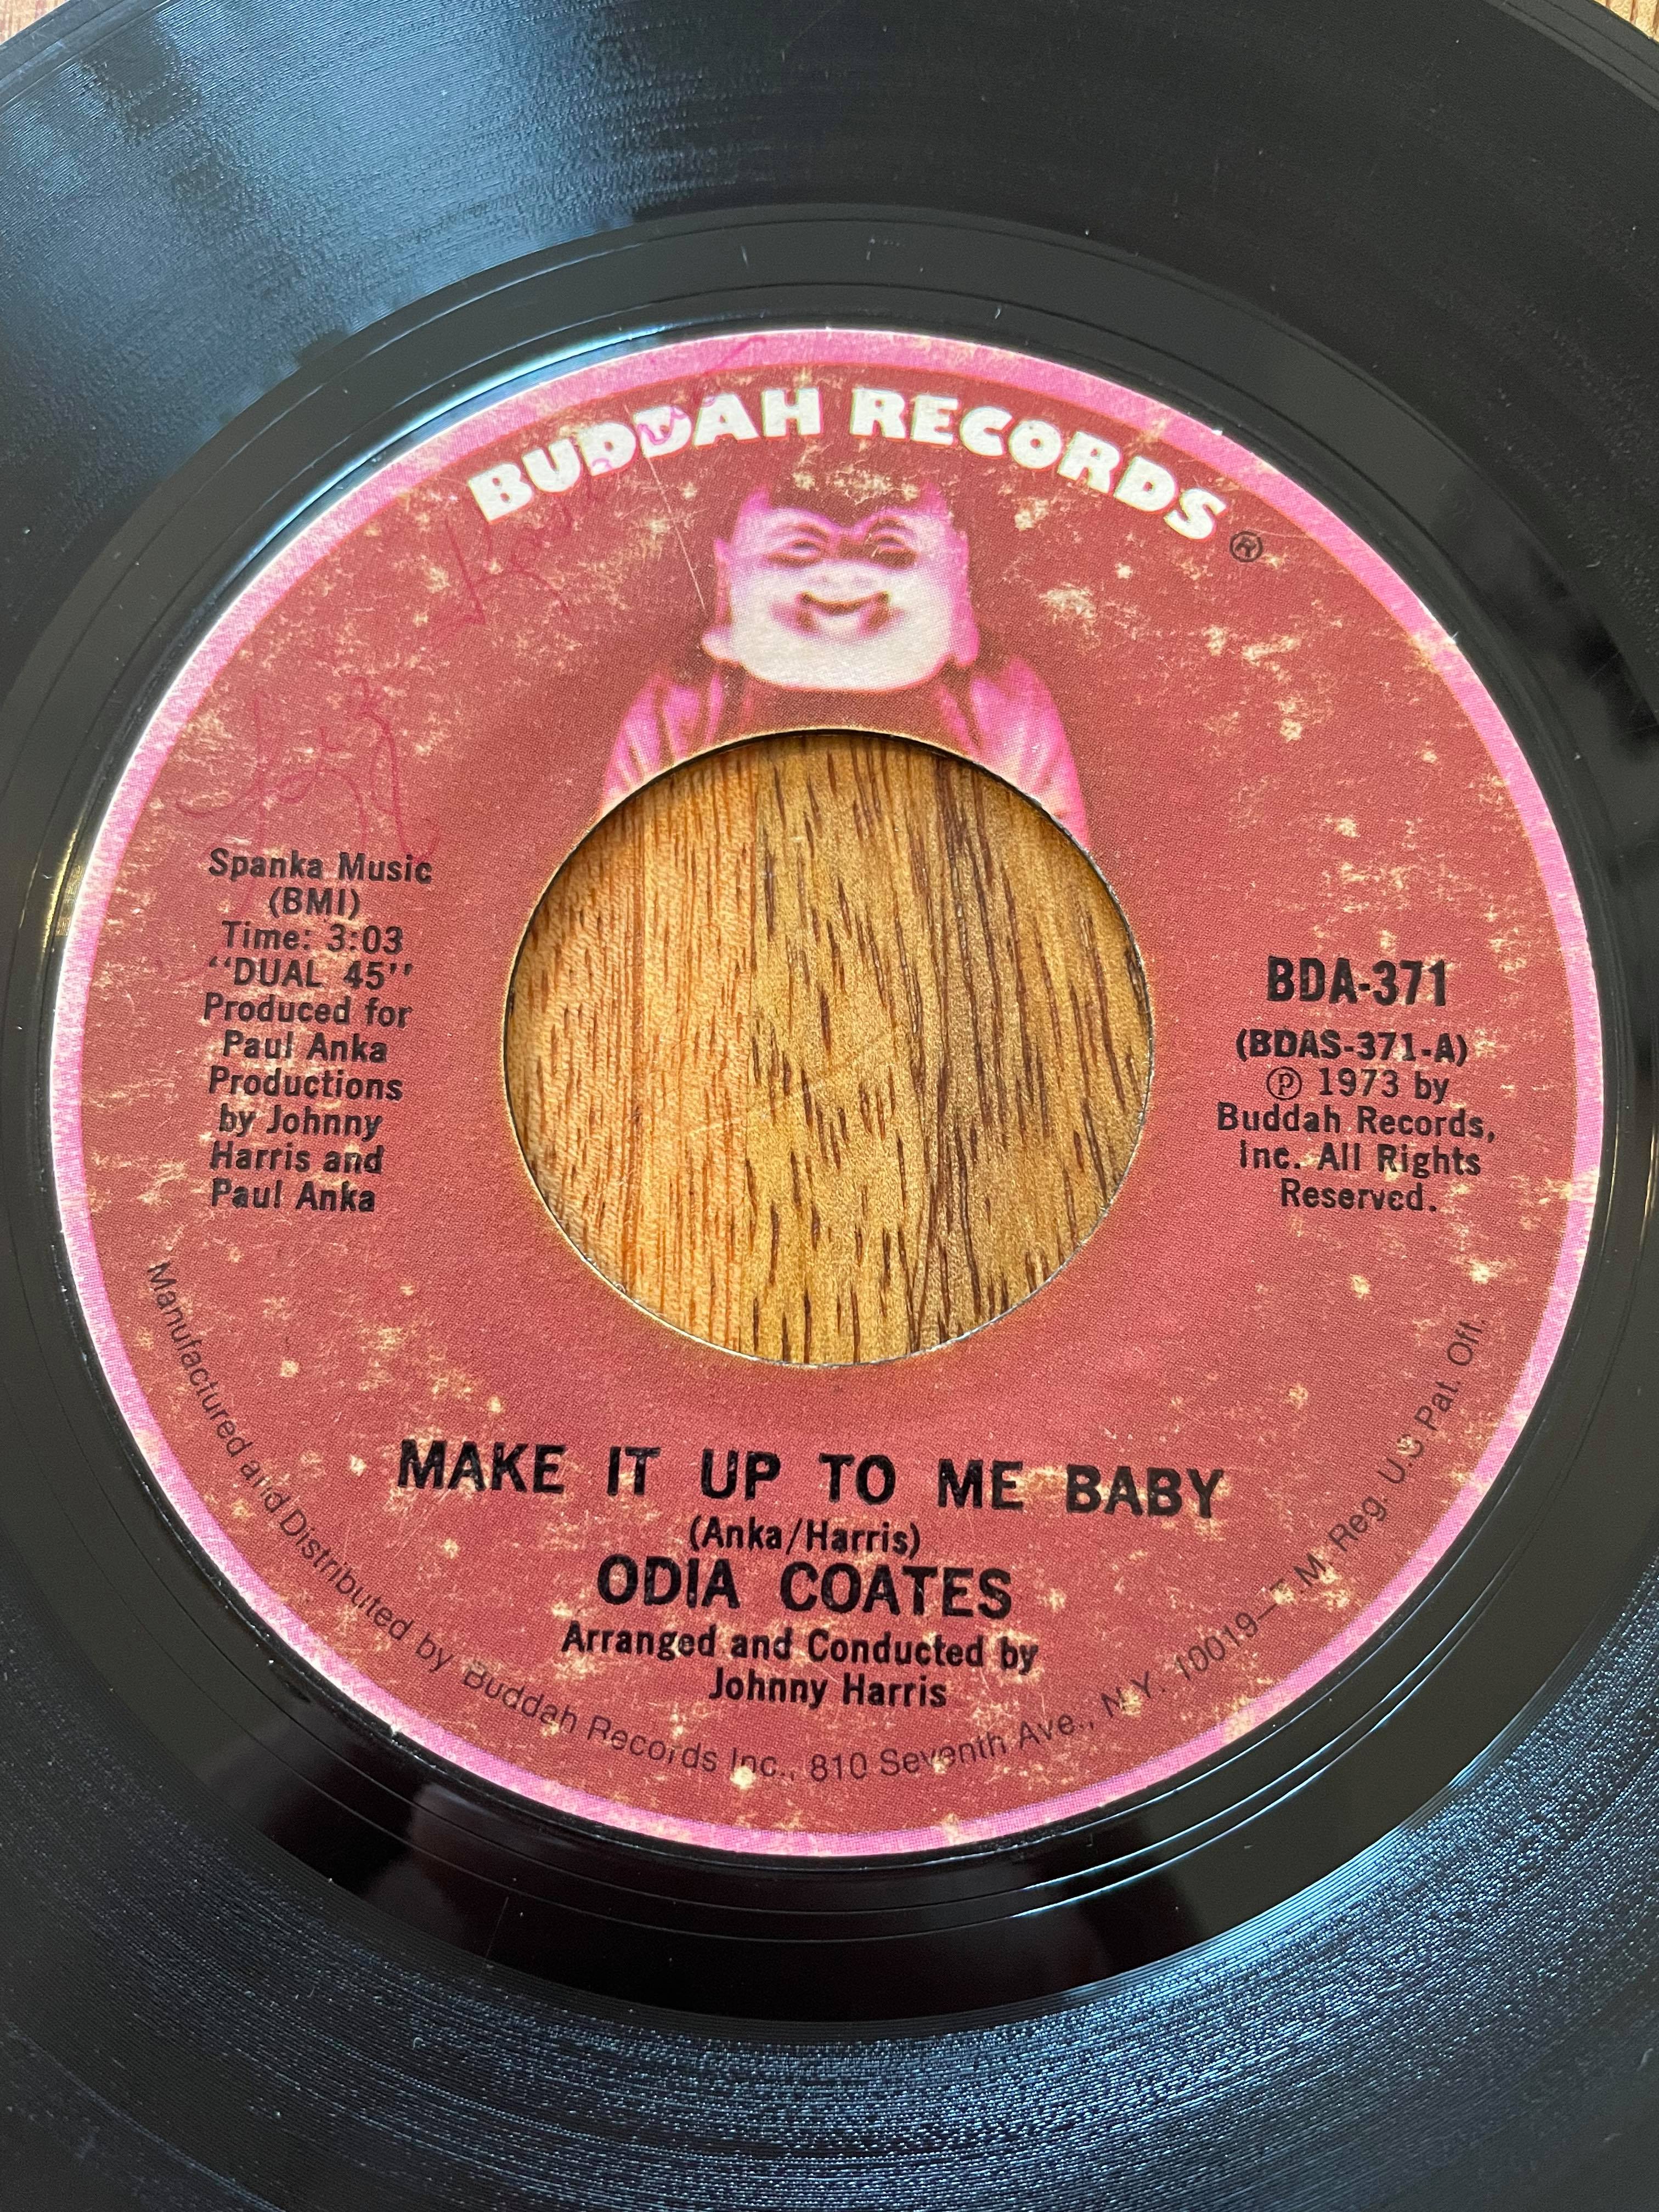 BUDDAH RECORDS ®
Spanka Music
(BMI)
Time: 3:03
"DUAL 45"
Produced for
Paul Anka
Productions
by Johnny
Harris and
Paul Anka
BDA-371
(BDAS-371-A)
℗ 1973 by
Buddah Records,
Inc. All Rights
Reserved.
MAKE IT UP TO ME BABY
(Anka/Harris)
ODIA COATES
Arranged and Conducted by
Johnny Harris
Manufactured and Distributed by Buddah Records Inc., 810 Seventh Ave., N.Y. 10019—T.M. Reg. U.S. Pat. Off.